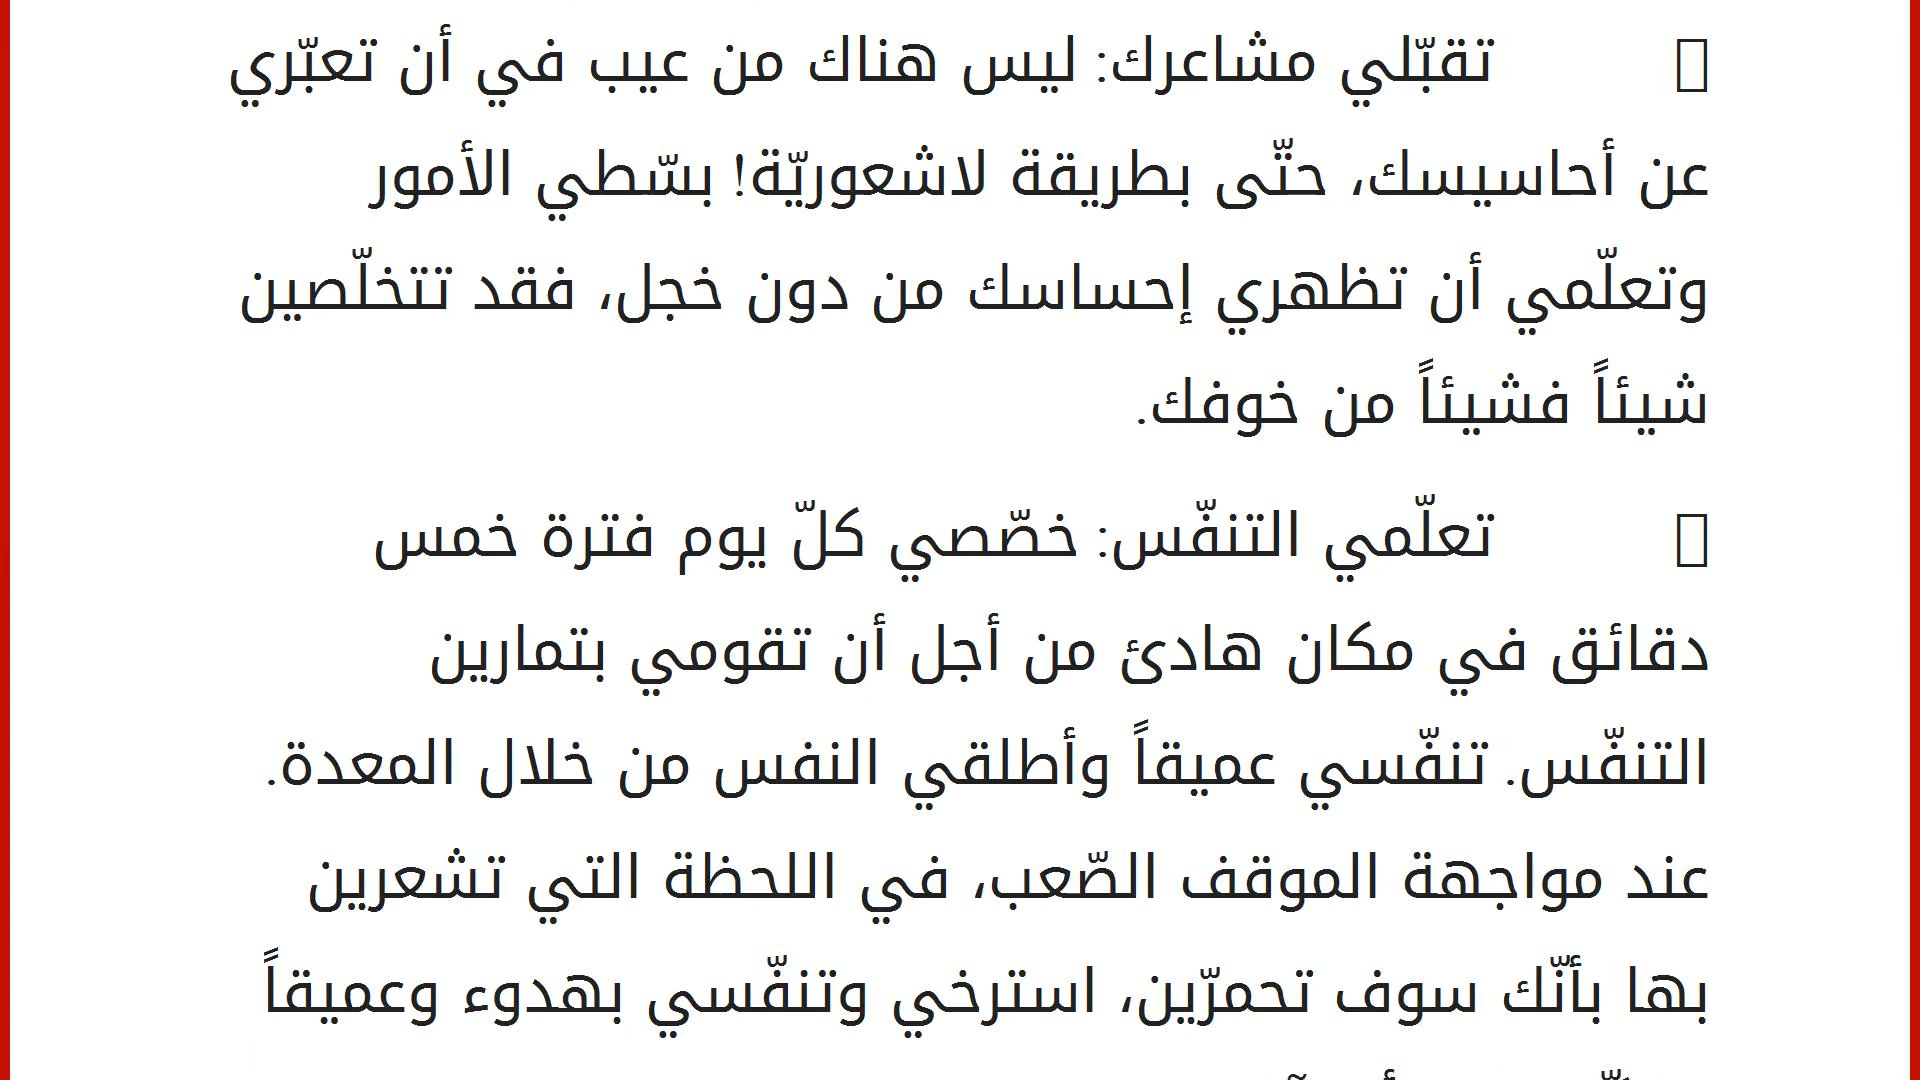 تقبّلي مشاعرك: ليس هناك من عيب في أن تعبّري
عن أحاسيسك، حتّى بطريقة لاشعوريّة! بسّطي الأمور
وتعلّمي أن تظهري إحساسك من دون خجل، فقد تتخلّصين
شيئاً فشيئاً من خوفك.
تعلّمي التنفّس: خصّصي كلّ يوم فترة خمس
دقائق في مكان هادئ من أجل أن تقومي بتمارين
التنفّس. تنفّسي عميقاً وأطلقي النفس من خلال المعدة.
عند مواجهة الموقف الصّعب، في اللحظة التي تشعرين
بها بأنّك سوف تحمرّين، استرخي وتنفّسي بهدوء وعميقاً